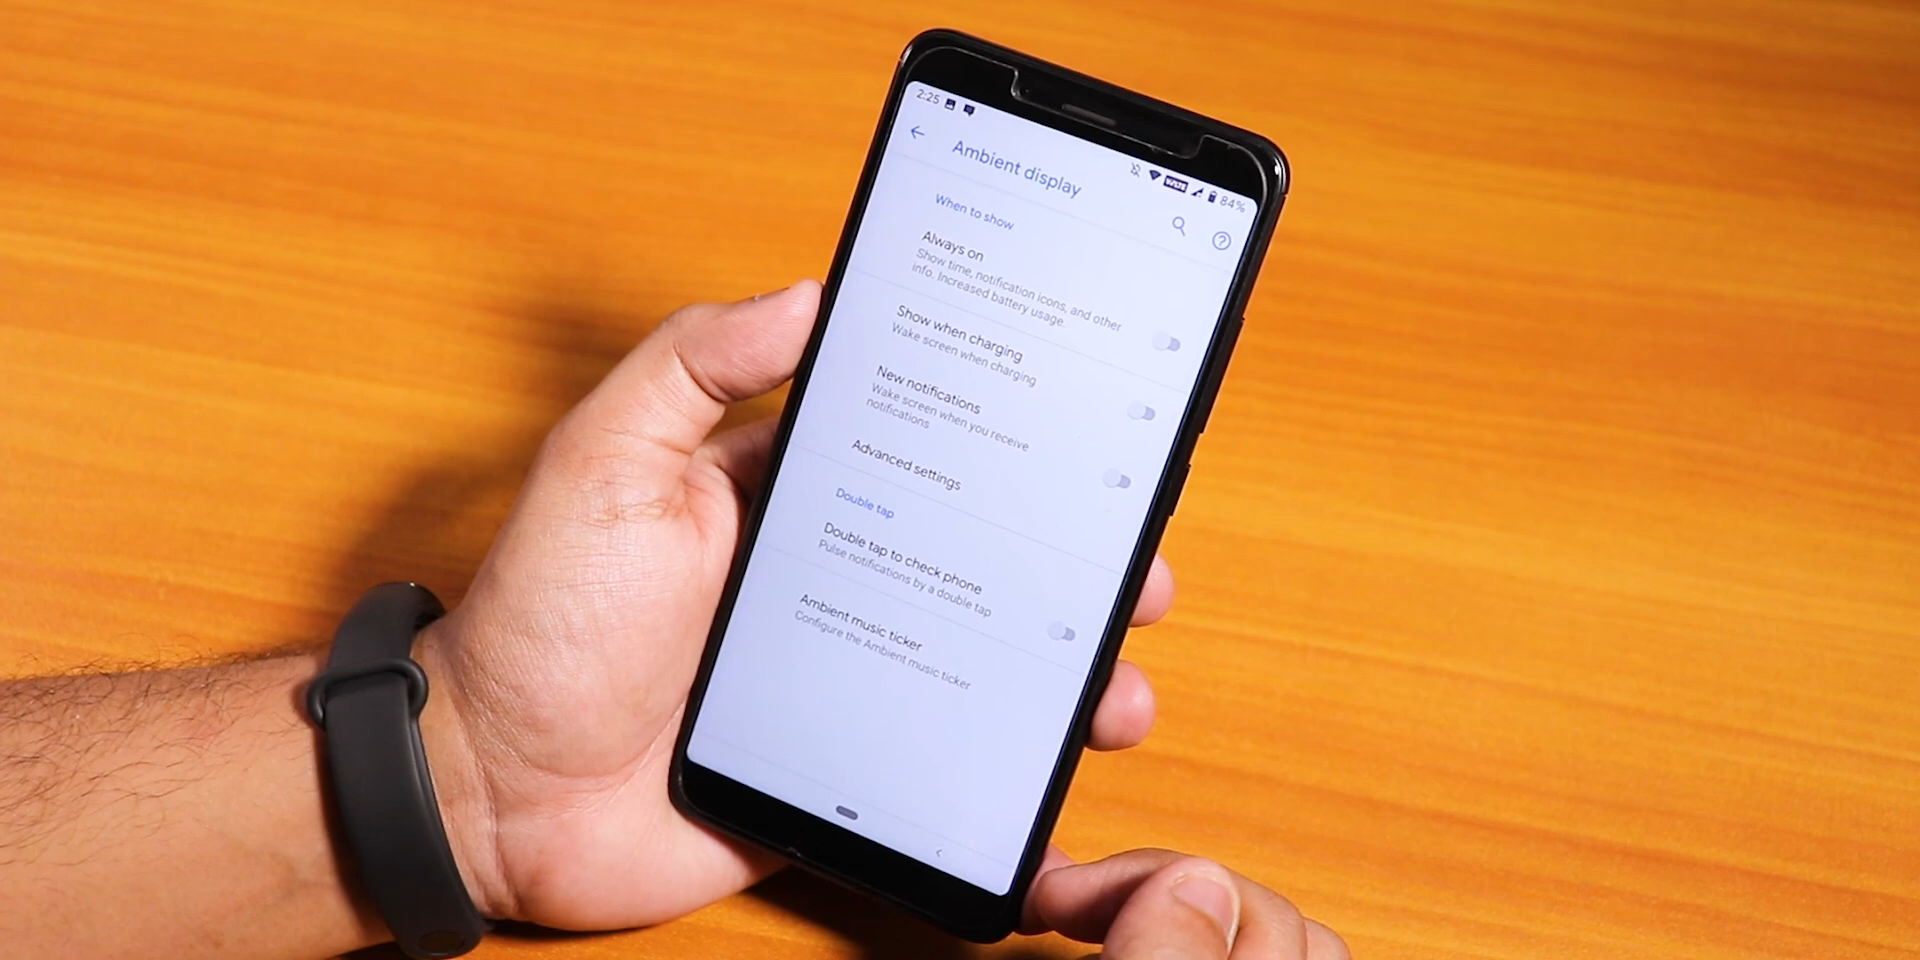 2:25
VoLTE 84%
Ambient display
When to show
Always on
Show time, notification icons, and other
info. Increased battery usage.
Show when charging
Wake screen when charging
New notifications
Wake screen when you receive
notifications
Advanced settings
Double tap
Double tap to check phone
Pulse notifications by a double tap
Ambient music ticker
Configure the Ambient music ticker